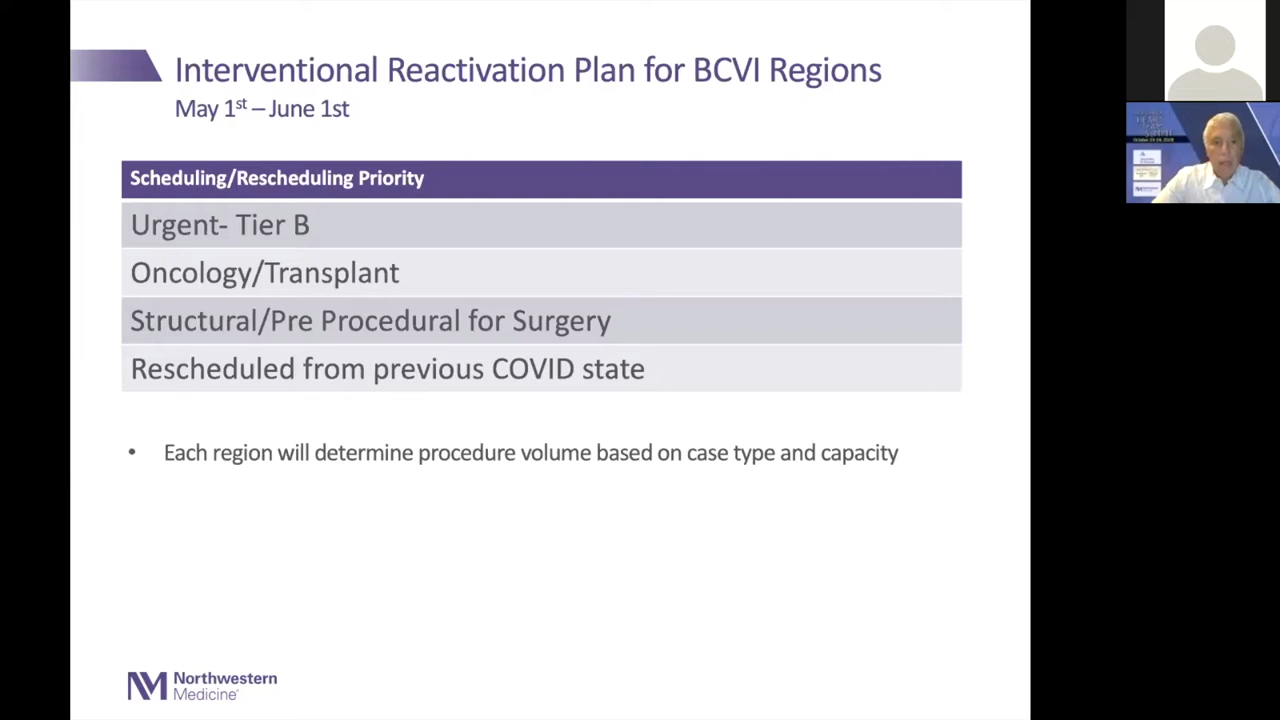 Interventional Reactivation Plan for BCVI Regions
May 1st – June 1st
Scheduling/Rescheduling Priority
Urgent- Tier B
Oncology/Transplant
Structural/Pre Procedural for Surgery
Rescheduled from previous COVID state
• Each region will determine procedure volume based on case type and capacity
NM Northwestern
Medicine®